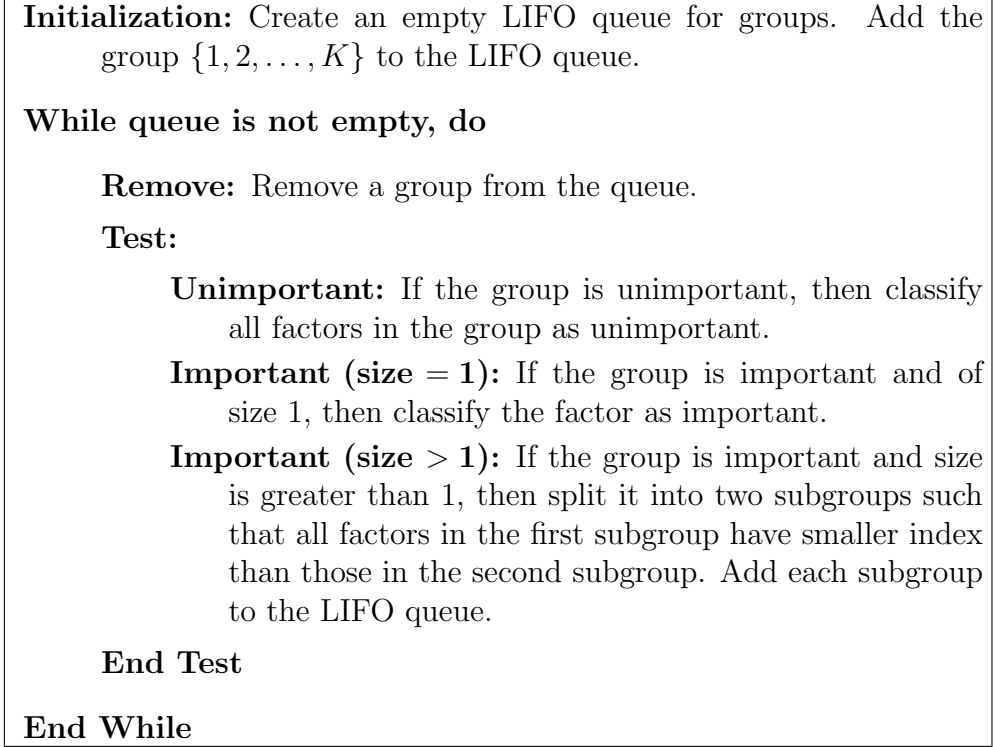 Initialization: Create an empty LIFO queue for groups. Add the
group {1, 2, . . . , K} to the LIFO queue.
While queue is not empty, do
Remove: Remove a group from the queue.
Test:
Unimportant: If the group is unimportant, then classify
all factors in the group as unimportant.
Important (size = 1): If the group is important and of
size 1, then classify the factor as important.
Important (size > 1): If the group is important and size
is greater than 1, then split it into two subgroups such
that all factors in the first subgroup have smaller index
than those in the second subgroup. Add each subgroup
to the LIFO queue.
End Test
End While